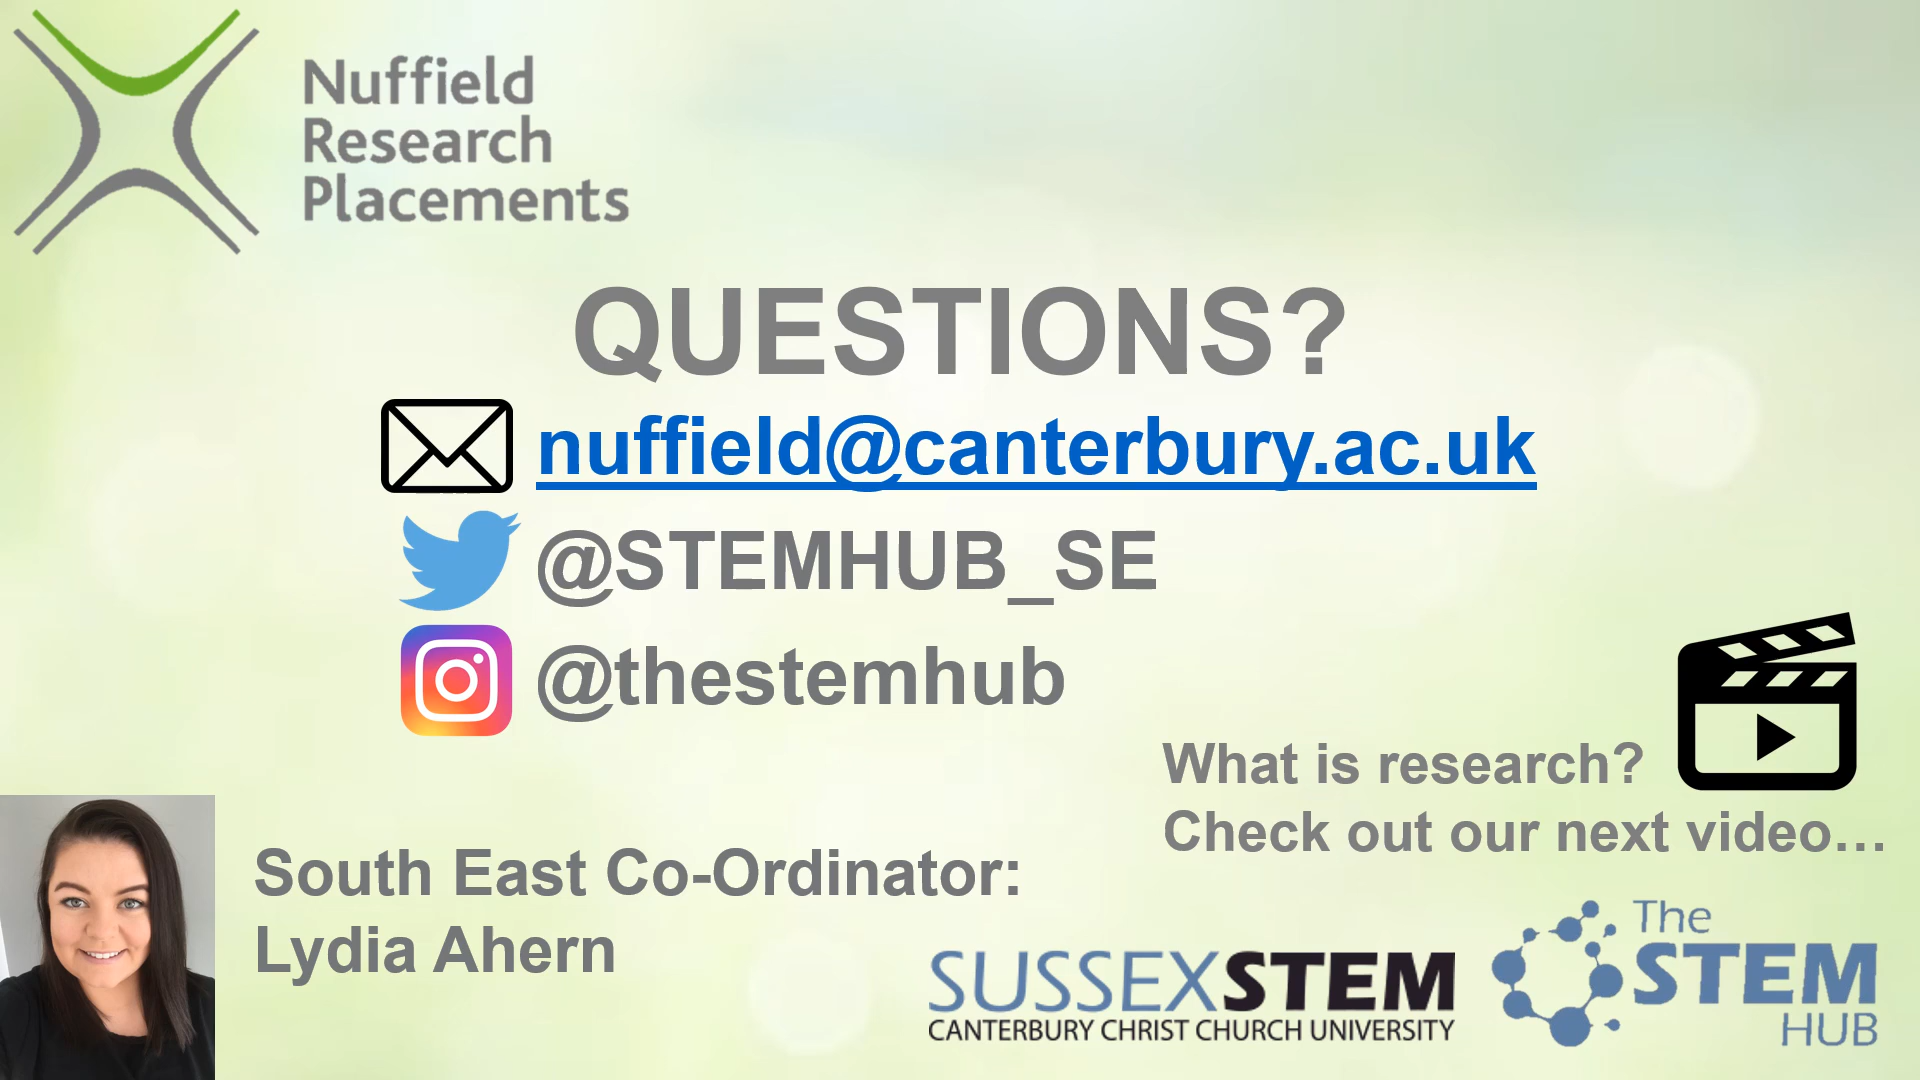 Nuffield
Research
Placements
QUESTIONS?
nuffield@canterbury.ac.uk
@STEMHUB_SE
@thestemhub
What is research?
Check out our next video...
South East Co-Ordinator:
Lydia Ahern
SUSSEXSTEM
CANTERBURY CHRIST CHURCH UNIVERSITY
The
STEM
HUB